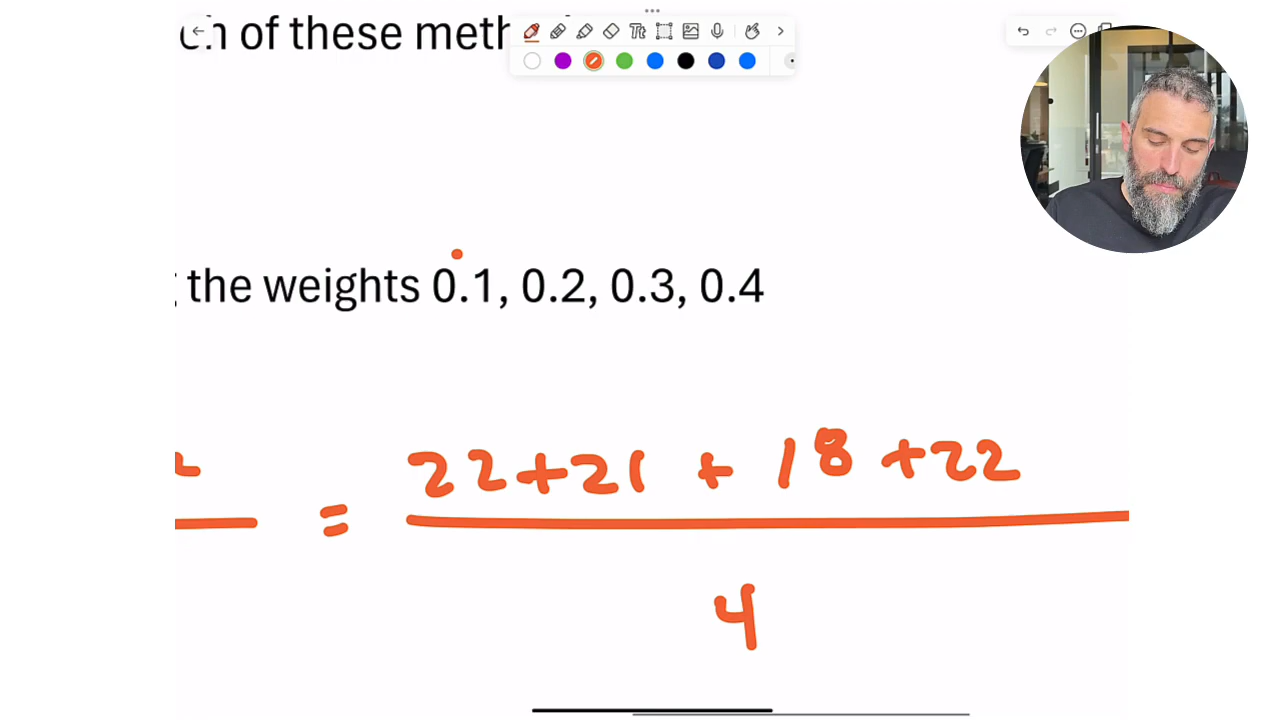 ch of these meth
Tt
the weights 0.1, 0.2, 0.3, 0.4
22+21 + 18 +22
=
4